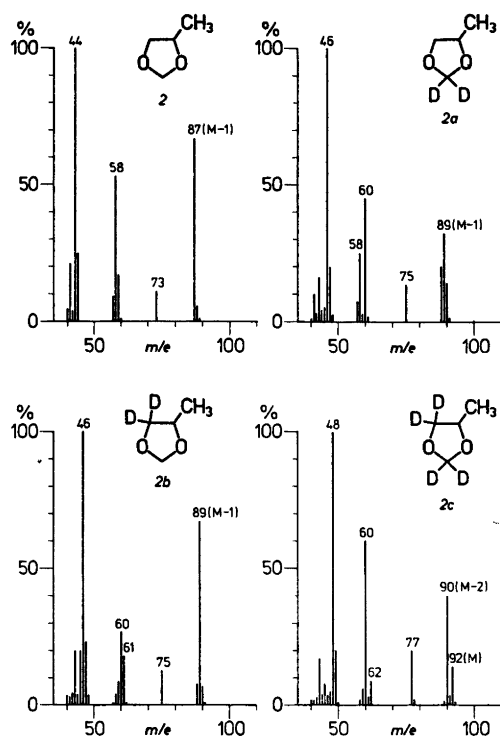 %
100
50
0
50
100
m/e
44
58
73
87(M-1)
O
O
CH3
2
%
100
50
0
50
100
m/e
46
58
60
75
89(M-1)
O
O
CH3
D D
2a
%
100
50
0
50
100
m/e
46
60
61
75
89(M-1)
D
D
O
O
CH3
2b
%
100
50
0
50
100
m/e
48
60
62
77
90(M-2)
92(M)
D
D
O
O
CH3
D D
2c